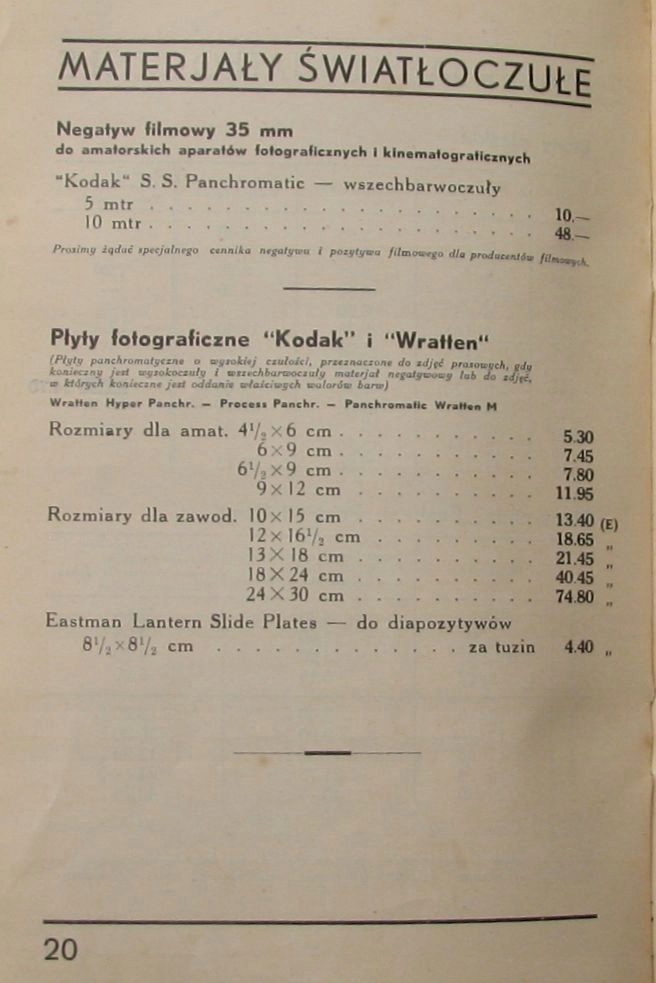 MATERJAŁY ŚWIATŁOCZUŁE
Negatyw filmowy 35 mm
do amatorskich aparatów fotograficznych i kinematograficznych
"Kodak" S. S. Panchromatic — wszechbarwoczuły
5 mtr . . . . . . . . . . . . . . . . . . . . 10.—
10 mtr . . . . . . . . . . . . . . . . . . . . 48.—
Prosimy żądać specjalnego cennika negatywu i pozytywu filmowego dla producentów filmowych.
Płyty fotograficzne "Kodak" i "Wratten"
(Płyty panchromatyczne o wysokiej czułości, przeznaczone do zdjęć prasowych, gdy
konieczny jest wysokoczuły i wszechbarwoczuły materjał negatywowy lub do zdjęć,
w których konieczne jest oddanie właściwych walorów barw)
Wratten Hyper Panchr. — Process Panchr. — Panchromatic Wratten M
Rozmiary dla amat. 4¹/₂×6 cm . . . . . . . . . . 5.30
6×9 cm . . . . . . . . . . 7.45
6¹/₂×9 cm . . . . . . . . . . 7.80
9×12 cm . . . . . . . . . 11.95
Rozmiary dla zawod. 10×15 cm . . . . . . . . . 13.40 (E)
12×16¹/₂ cm . . . . . . . . 18.65 „
13×18 cm . . . . . . . . . 21.45 „
18×24 cm . . . . . . . . . 40.45 „
24×30 cm . . . . . . . . . 74.80 „
Eastman Lantern Slide Plates — do diapozytywów
8¹/₂×8¹/₂ cm . . . . . . . . . . . . . za tuzin 4.40 „
20